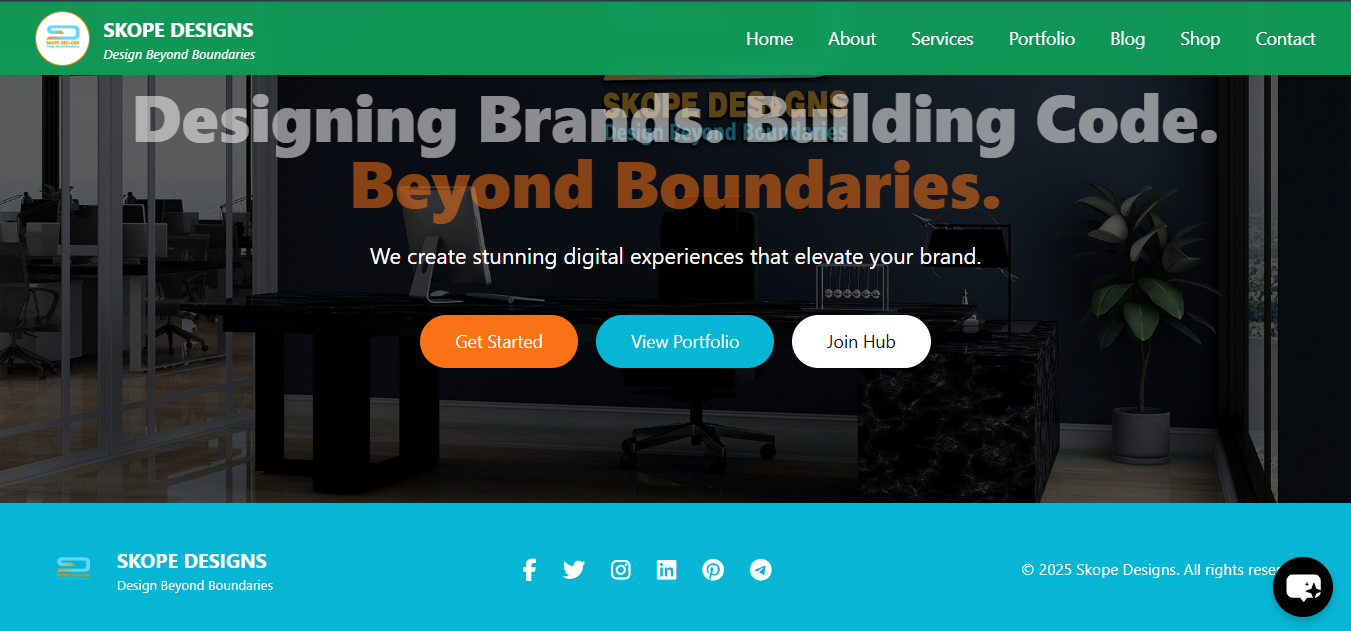 SKOPE DESIGNS
Design Beyond Boundaries
Home About Services Portfolio Blog Shop Contact
SKOPE DESIGNS
Design Beyond Boundaries
Designing Brands. Building Code.
Beyond Boundaries.
We create stunning digital experiences that elevate your brand.
Get Started View Portfolio Join Hub
SKOPE DESIGNS
Design Beyond Boundaries
© 2025 Skope Designs. All rights